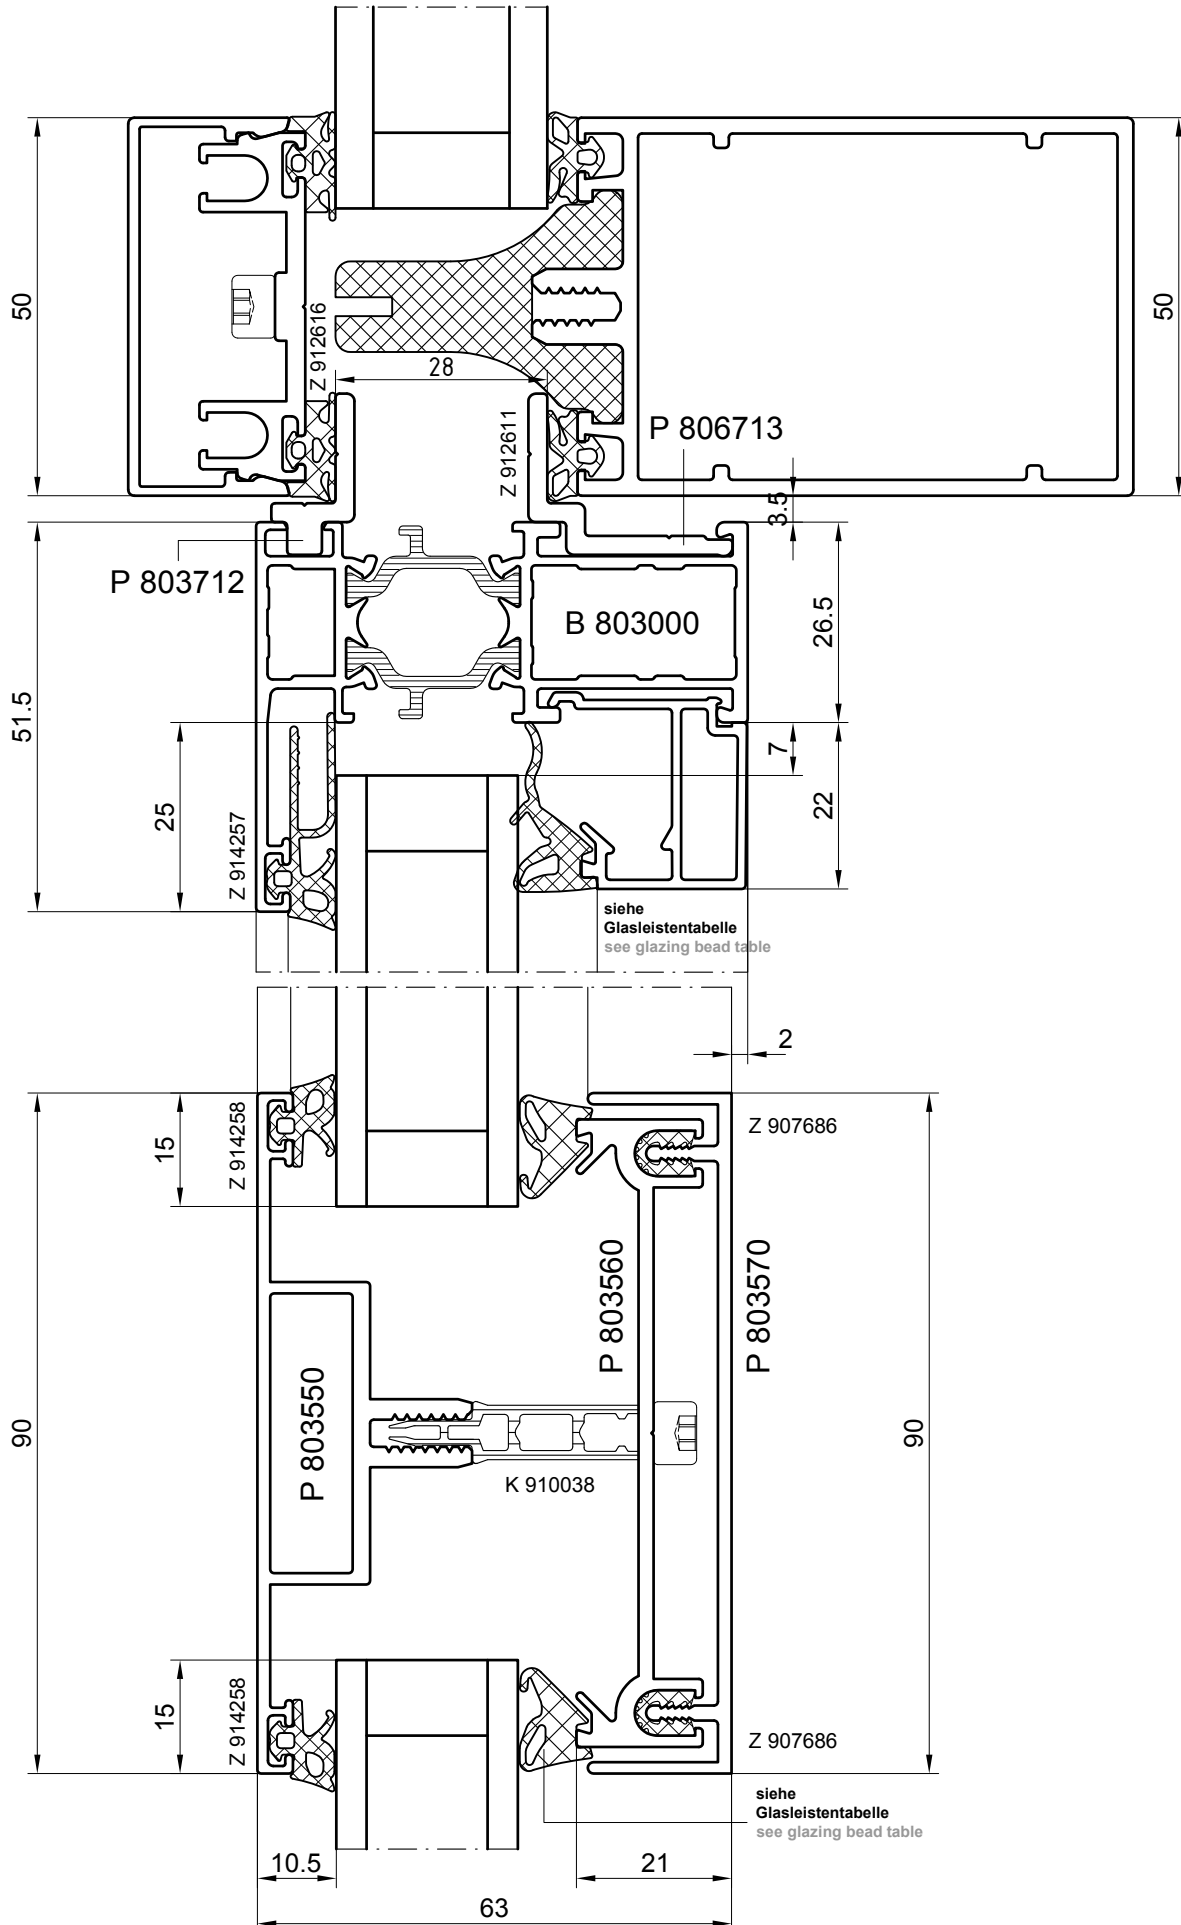 50
50
Z 912616
28
Z 912611
P 806713
3.5
P 803712
B 803000
26.5
51.5
7
25
22
Z 914257
siehe
Glasleistentabelle
see glazing bead table
2
15
Z 914258
Z 907686
P 803560
P 803570
P 803550
90
90
K 910038
15
Z 914258
Z 907686
siehe
Glasleistentabelle
see glazing bead table
10.5
21
63